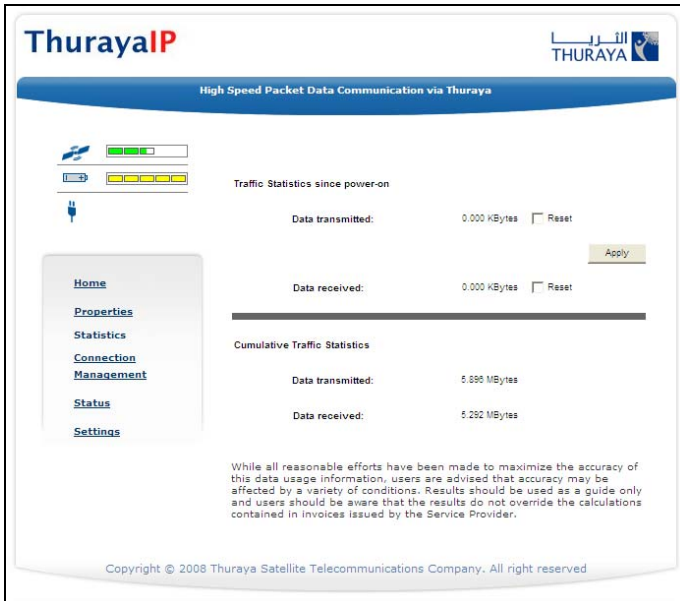 ThurayaIP
الثريا
THURAYA
High Speed Packet Data Communication via Thuraya
Traffic Statistics since power-on
Data transmitted: 0.000 KBytes Reset
Apply
Data received: 0.000 KBytes Reset
Home
Properties
Statistics
Connection
Management
Status
Settings
Cumulative Traffic Statistics
Data transmitted: 5.896 MBytes
Data received: 5.292 MBytes
While all reasonable efforts have been made to maximize the accuracy of
this data usage information, users are advised that accuracy may be
affected by a variety of conditions. Results should be used as a guide only
and users should be aware that the results do not override the calculations
contained in invoices issued by the Service Provider.
Copyright © 2008 Thuraya Satellite Telecommunications Company. All right reserved